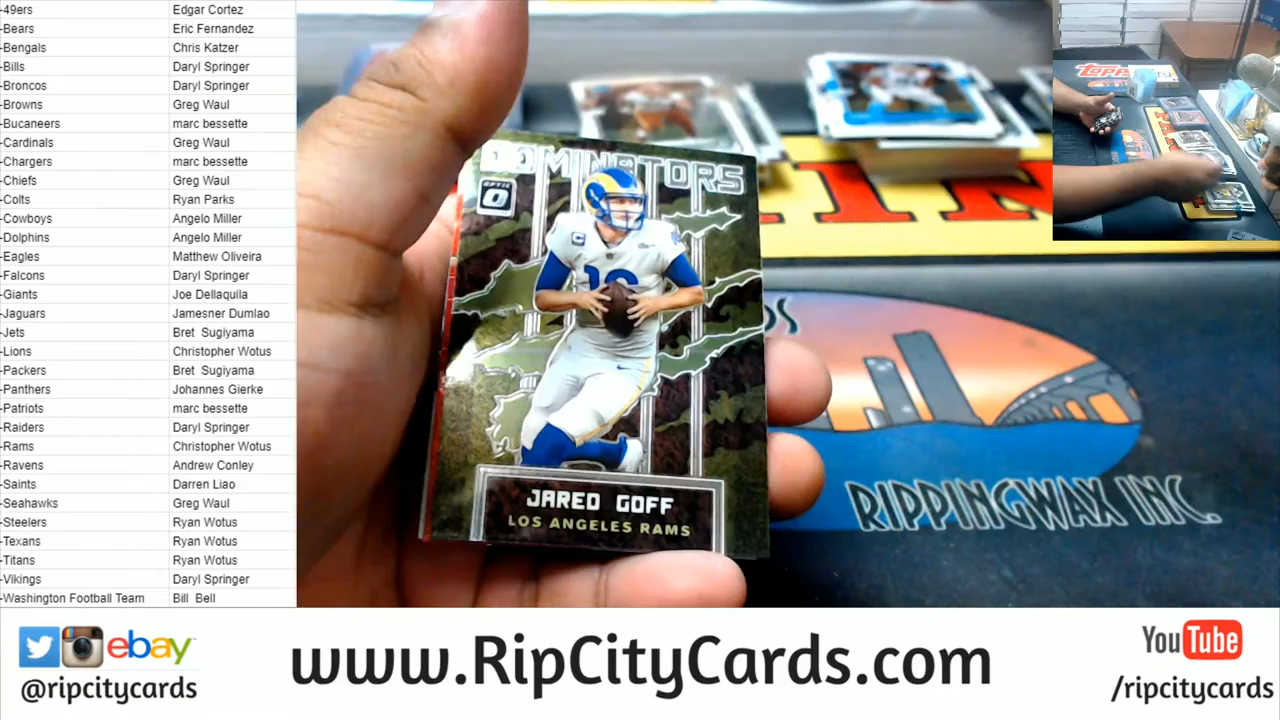 -49ers Edgar Cortez
-Bears Eric Fernandez
-Bengals Chris Katzer
-Bills Daryl Springer
-Broncos Daryl Springer
-Browns Greg Waul
-Bucaneers marc bessette
-Cardinals Greg Waul
-Chargers marc bessette
-Chiefs Greg Waul
-Colts Ryan Parks
-Cowboys Angelo Miller
-Dolphins Angelo Miller
-Eagles Matthew Oliveira
-Falcons Daryl Springer
-Giants Joe Dellaquila
-Jaguars Jamesner Dumlao
-Jets Bret Sugiyama
-Lions Christopher Wotus
-Packers Bret Sugiyama
-Panthers Johannes Gierke
-Patriots marc bessette
-Raiders Daryl Springer
-Rams Christopher Wotus
-Ravens Andrew Conley
-Saints Darren Liao
-Seahawks Greg Waul
-Steelers Ryan Wotus
-Texans Ryan Wotus
-Titans Ryan Wotus
-Vikings Daryl Springer
-Washington Football Team Bill Bell
DOMINATORS
OPTIC
JARED GOFF
LOS ANGELES RAMS
RIPPINGWAX INC.
Topps
ebay
@ripcitycards
www.RipCityCards.com
YouTube
/ripcitycards